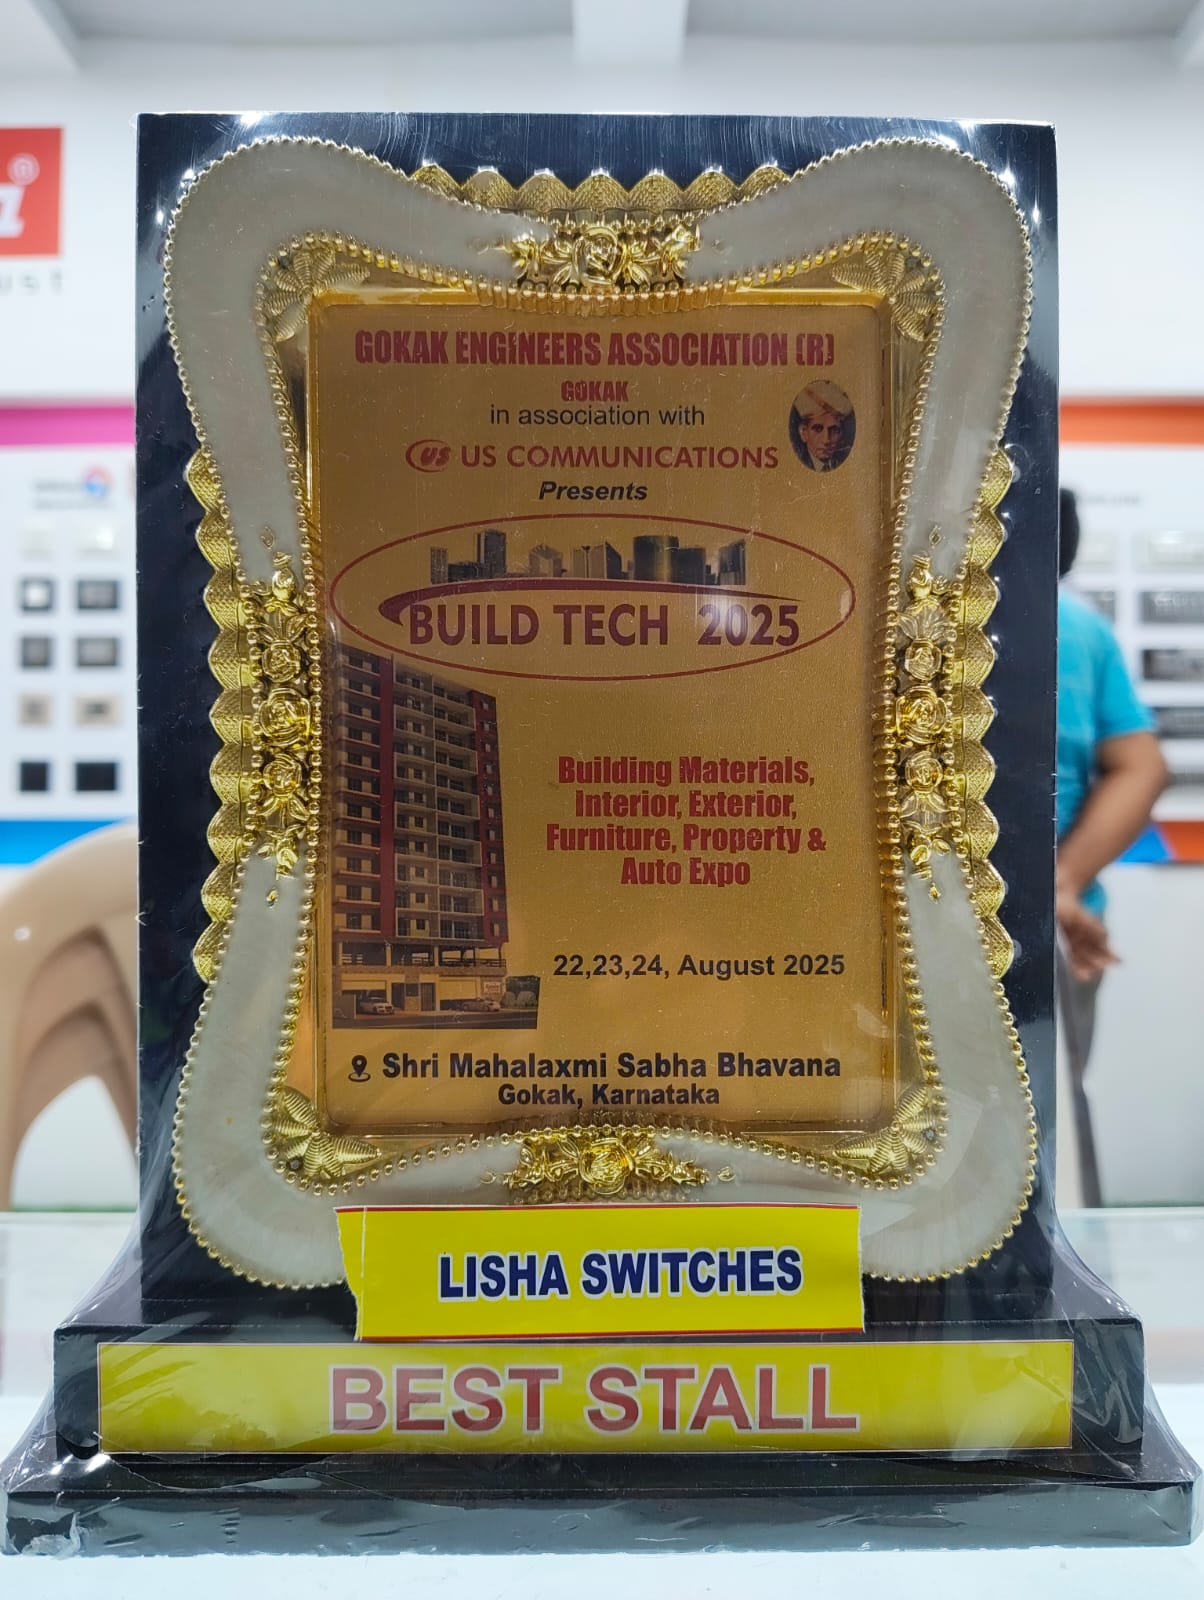 GOKAK ENGINEERS ASSOCIATION (R)
GOKAK
in association with
us US COMMUNICATIONS
Presents
BUILD TECH 2025
Building Materials,
Interior, Exterior,
Furniture, Property &
Auto Expo
22,23,24, August 2025
Shri Mahalaxmi Sabha Bhavana
Gokak, Karnataka
LISHA SWITCHES
BEST STALL